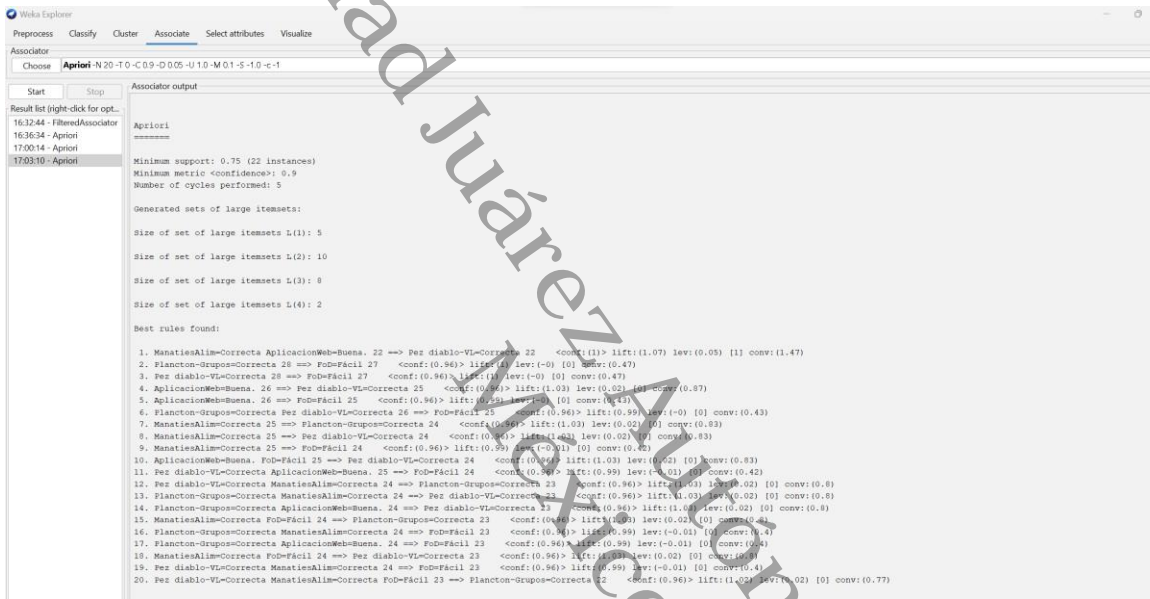 Weka Explorer
Preprocess Classify Cluster Associate Select attributes Visualize
Associator
Choose Apriori -N 20 -T 0 -C 0.9 -D 0.05 -U 1.0 -M 0.1 -S -1.0 -c -1
Start Stop
Result list (right-click for opt...
16:32:44 - FilteredAssociator
16:36:34 - Apriori
17:00:14 - Apriori
17:03:10 - Apriori
Associator output
Apriori
=======
Minimum support: 0.75 (22 instances)
Minimum metric <confidence>: 0.9
Number of cycles performed: 5
Generated sets of large itemsets:
Size of set of large itemsets L(1): 5
Size of set of large itemsets L(2): 10
Size of set of large itemsets L(3): 8
Size of set of large itemsets L(4): 2
Best rules found:
1. ManatiesAlim=Correcta AplicacionWeb=Buena. 22 ==> Pez diablo-VL=Correcta 22 <conf:(1)> lift:(1.07) lev:(0.05) [1] conv:(1.47)
2. Plancton-Grupos=Correcta 28 ==> FoD=Fácil 27 <conf:(0.96)> lift:(1) lev:(-0) [0] conv:(0.47)
3. Pez diablo-VL=Correcta 28 ==> FoD=Fácil 27 <conf:(0.96)> lift:(1) lev:(-0) [0] conv:(0.47)
4. AplicacionWeb=Buena. 26 ==> Pez diablo-VL=Correcta 25 <conf:(0.96)> lift:(1.03) lev:(0.02) [0] conv:(0.87)
5. AplicacionWeb=Buena. 26 ==> FoD=Fácil 25 <conf:(0.96)> lift:(0.99) lev:(-0) [0] conv:(0.43)
6. Plancton-Grupos=Correcta Pez diablo-VL=Correcta 26 ==> FoD=Fácil 25 <conf:(0.96)> lift:(0.99) lev:(-0) [0] conv:(0.43)
7. ManatiesAlim=Correcta 25 ==> Plancton-Grupos=Correcta 24 <conf:(0.96)> lift:(1.03) lev:(0.02) [0] conv:(0.83)
8. ManatiesAlim=Correcta 25 ==> Pez diablo-VL=Correcta 24 <conf:(0.96)> lift:(1.03) lev:(0.02) [0] conv:(0.83)
9. ManatiesAlim=Correcta 25 ==> FoD=Fácil 24 <conf:(0.96)> lift:(0.99) lev:(-0.01) [0] conv:(0.42)
10. AplicacionWeb=Buena. FoD=Fácil 25 ==> Pez diablo-VL=Correcta 24 <conf:(0.96)> lift:(1.03) lev:(0.02) [0] conv:(0.83)
11. Pez diablo-VL=Correcta AplicacionWeb=Buena. 25 ==> FoD=Fácil 24 <conf:(0.96)> lift:(0.99) lev:(-0.01) [0] conv:(0.42)
12. Pez diablo-VL=Correcta ManatiesAlim=Correcta 24 ==> Plancton-Grupos=Correcta 23 <conf:(0.96)> lift:(1.03) lev:(0.02) [0] conv:(0.8)
13. Plancton-Grupos=Correcta ManatiesAlim=Correcta 24 ==> Pez diablo-VL=Correcta 23 <conf:(0.96)> lift:(1.03) lev:(0.02) [0] conv:(0.8)
14. Plancton-Grupos=Correcta AplicacionWeb=Buena. 24 ==> Pez diablo-VL=Correcta 23 <conf:(0.96)> lift:(1.03) lev:(0.02) [0] conv:(0.8)
15. ManatiesAlim=Correcta FoD=Fácil 24 ==> Plancton-Grupos=Correcta 23 <conf:(0.96)> lift:(1.03) lev:(0.02) [0] conv:(0.8)
16. Plancton-Grupos=Correcta ManatiesAlim=Correcta 24 ==> FoD=Fácil 23 <conf:(0.96)> lift:(0.99) lev:(-0.01) [0] conv:(0.4)
17. Plancton-Grupos=Correcta AplicacionWeb=Buena. 24 ==> FoD=Fácil 23 <conf:(0.96)> lift:(0.99) lev:(-0.01) [0] conv:(0.4)
18. ManatiesAlim=Correcta FoD=Fácil 24 ==> Pez diablo-VL=Correcta 23 <conf:(0.96)> lift:(1.03) lev:(0.02) [0] conv:(0.8)
19. Pez diablo-VL=Correcta ManatiesAlim=Correcta 24 ==> FoD=Fácil 23 <conf:(0.96)> lift:(0.99) lev:(-0.01) [0] conv:(0.4)
20. Pez diablo-VL=Correcta ManatiesAlim=Correcta FoD=Fácil 23 ==> Plancton-Grupos=Correcta 22 <conf:(0.96)> lift:(1.02) lev:(0.02) [0] conv:(0.77)
Juárez